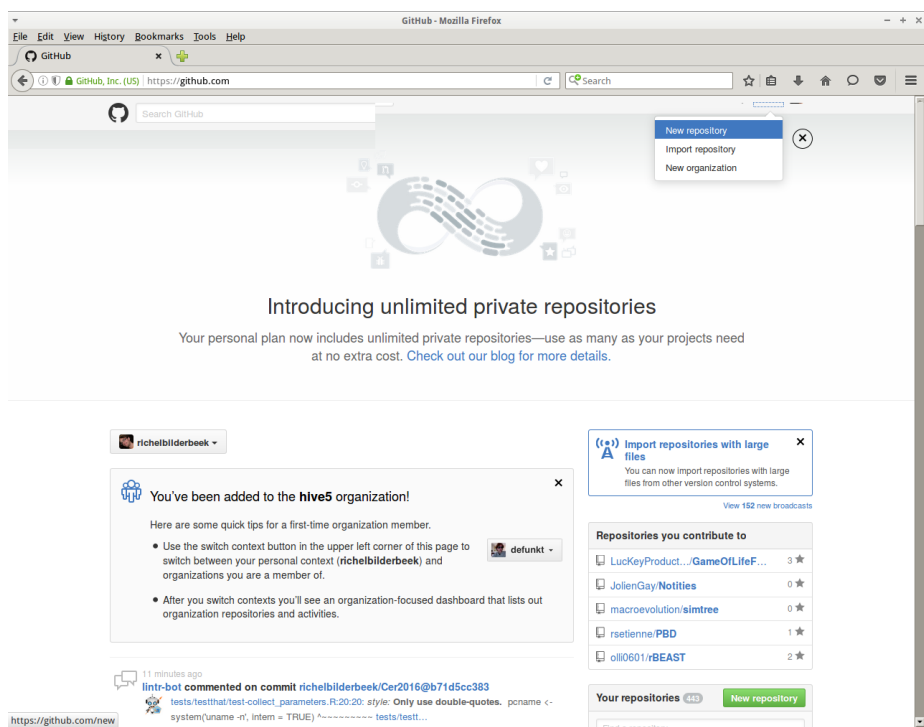 GitHub - Mozilla Firefox
File Edit View History Bookmarks Tools Help
GitHub
GitHub, Inc. (US) https://github.com
Search
Search GitHub
New repository
Import repository
New organization
Introducing unlimited private repositories
Your personal plan now includes unlimited private repositories—use as many as your projects need
at no extra cost. Check out our blog for more details.
richelbilderbeek
You've been added to the hive5 organization!
Here are some quick tips for a first-time organization member.
• Use the switch context button in the upper left corner of this page to
switch between your personal context (richelbilderbeek) and
organizations you are a member of.
defunkt
• After you switch contexts you'll see an organization-focused dashboard that lists out
organization repositories and activities.
11 minutes ago
lintr-bot commented on commit richelbilderbeek/Cer2016@b71d5cc383
tests/testthat/test-collect_parameters.R:20:20: style: Only use double-quotes. pcname <-
system('uname -n', intern = TRUE) ^~~~~~~~~~ tests/testt…
Import repositories with large
files
You can now import repositories with large
files from other version control systems.
View 152 new broadcasts
Repositories you contribute to
LucKeyProduct…/GameOfLifeF… 3
JolienGay/Notities 0
macroevolution/simtree 0
rsetienne/PBD 1
olli0601/rBEAST 2
Your repositories 443
New repository
https://github.com/new